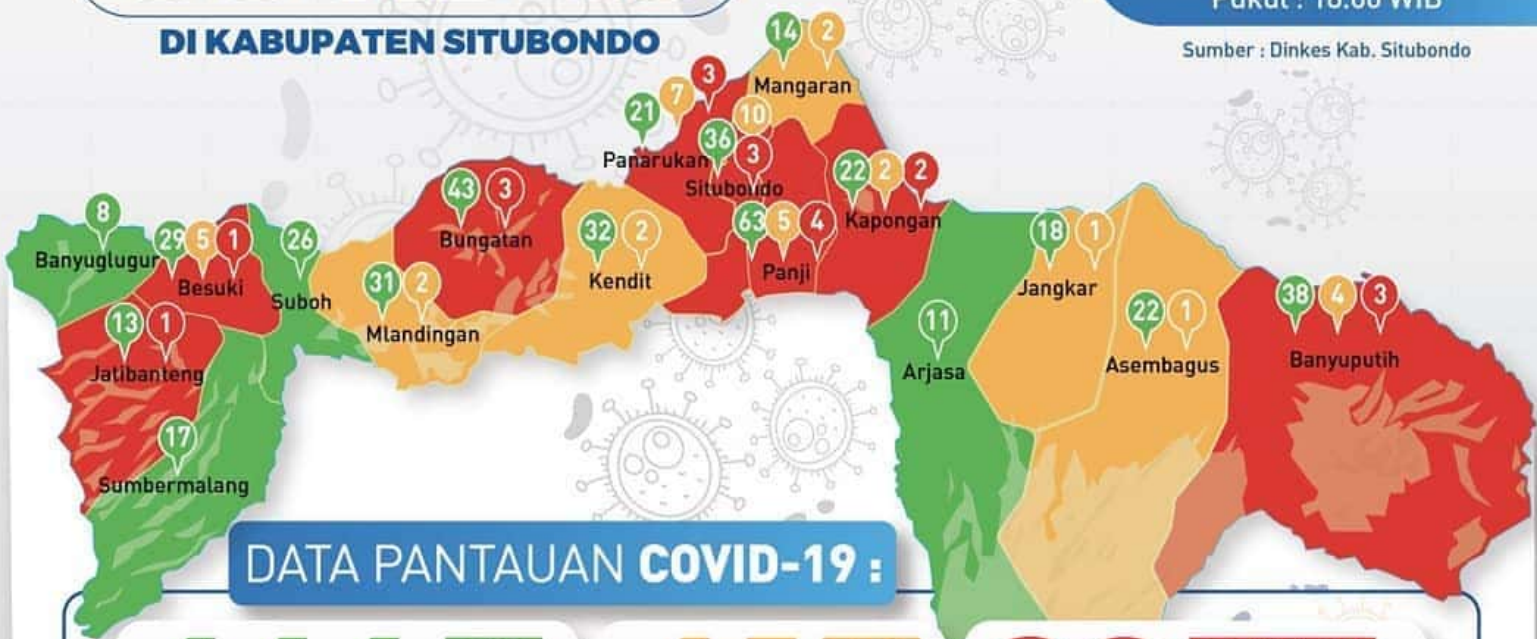 DI KABUPATEN SITUBONDO
Sumber : Dinkes Kab. Situbondo
14 2
Mangaran
21 7 3
Panarukan
36 10 3
Situbondo
22 2 2
Kapongan
63 5 4
Panji
43 3
Bungatan
32 2
Kendit
8
Banyuglugur
29 5 1
Besuki
26
Suboh
31 2
Mlandingan
13 1
Jatibanteng
17
Sumbermalang
11
Arjasa
18 1
Jangkar
22 1
Asembagus
38 4 3
Banyuputih
DATA PANTAUAN COVID-19 :